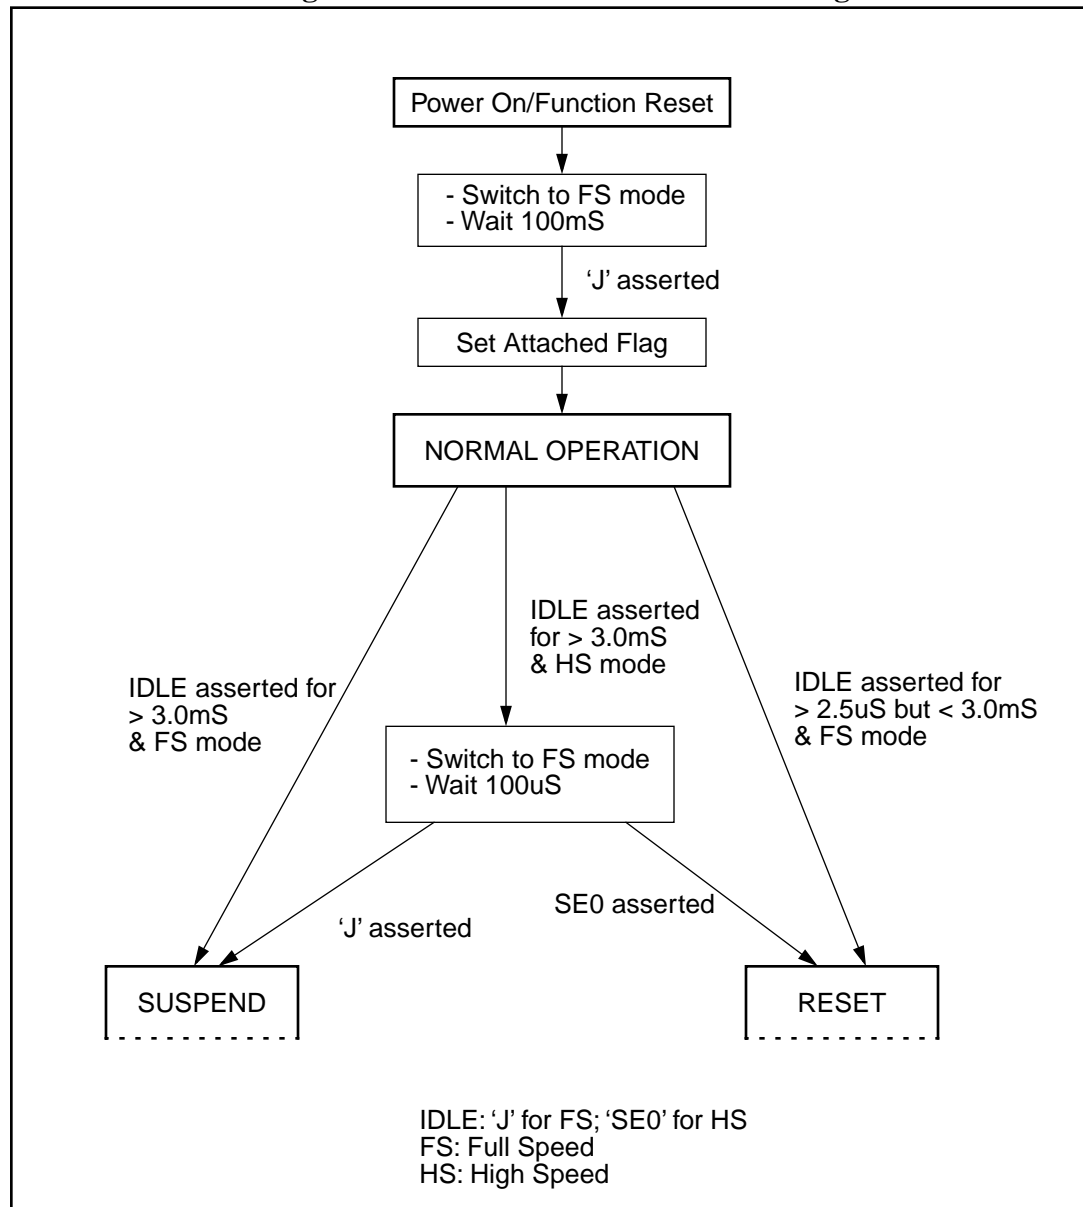 Power On/Function Reset
- Switch to FS mode
- Wait 100mS
‘J’ asserted
Set Attached Flag
NORMAL OPERATION
IDLE asserted
for > 3.0mS
& HS mode
IDLE asserted for
> 3.0mS
& FS mode
IDLE asserted for
> 2.5uS but < 3.0mS
& FS mode
- Switch to FS mode
- Wait 100uS
‘J’ asserted
SE0 asserted
SUSPEND
RESET
IDLE: ‘J’ for FS; ‘SE0’ for HS
FS: Full Speed
HS: High Speed